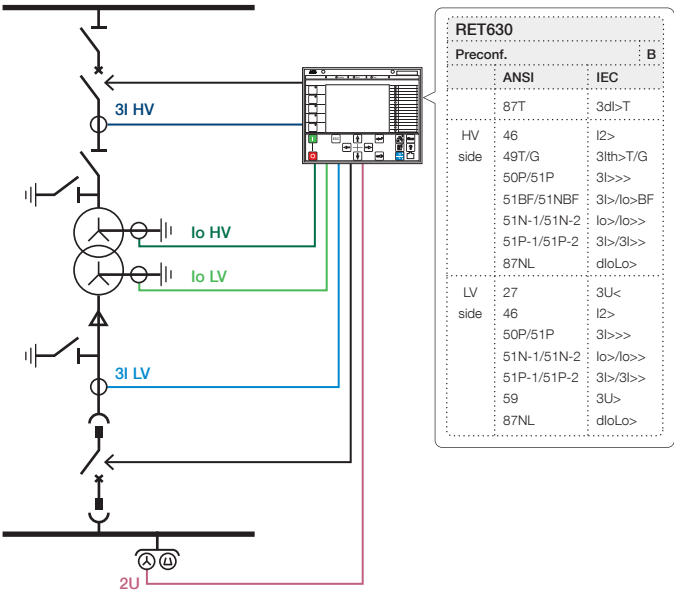 RET630
Preconf. B
ANSI IEC
87T 3dI>T
HV side
46 I2>
49T/G 3Ith>T/G
50P/51P 3I>>>
51BF/51NBF 3I>/Io>BF
51N-1/51N-2 Io>/Io>>
51P-1/51P-2 3I>/3I>>
87NL dIoLo>
LV side
27 3U<
46 I2>
50P/51P 3I>>>
51N-1/51N-2 Io>/Io>>
51P-1/51P-2 3I>/3I>>
59 3U>
87NL dIoLo>
3I HV
Io HV
Io LV
3I LV
2U